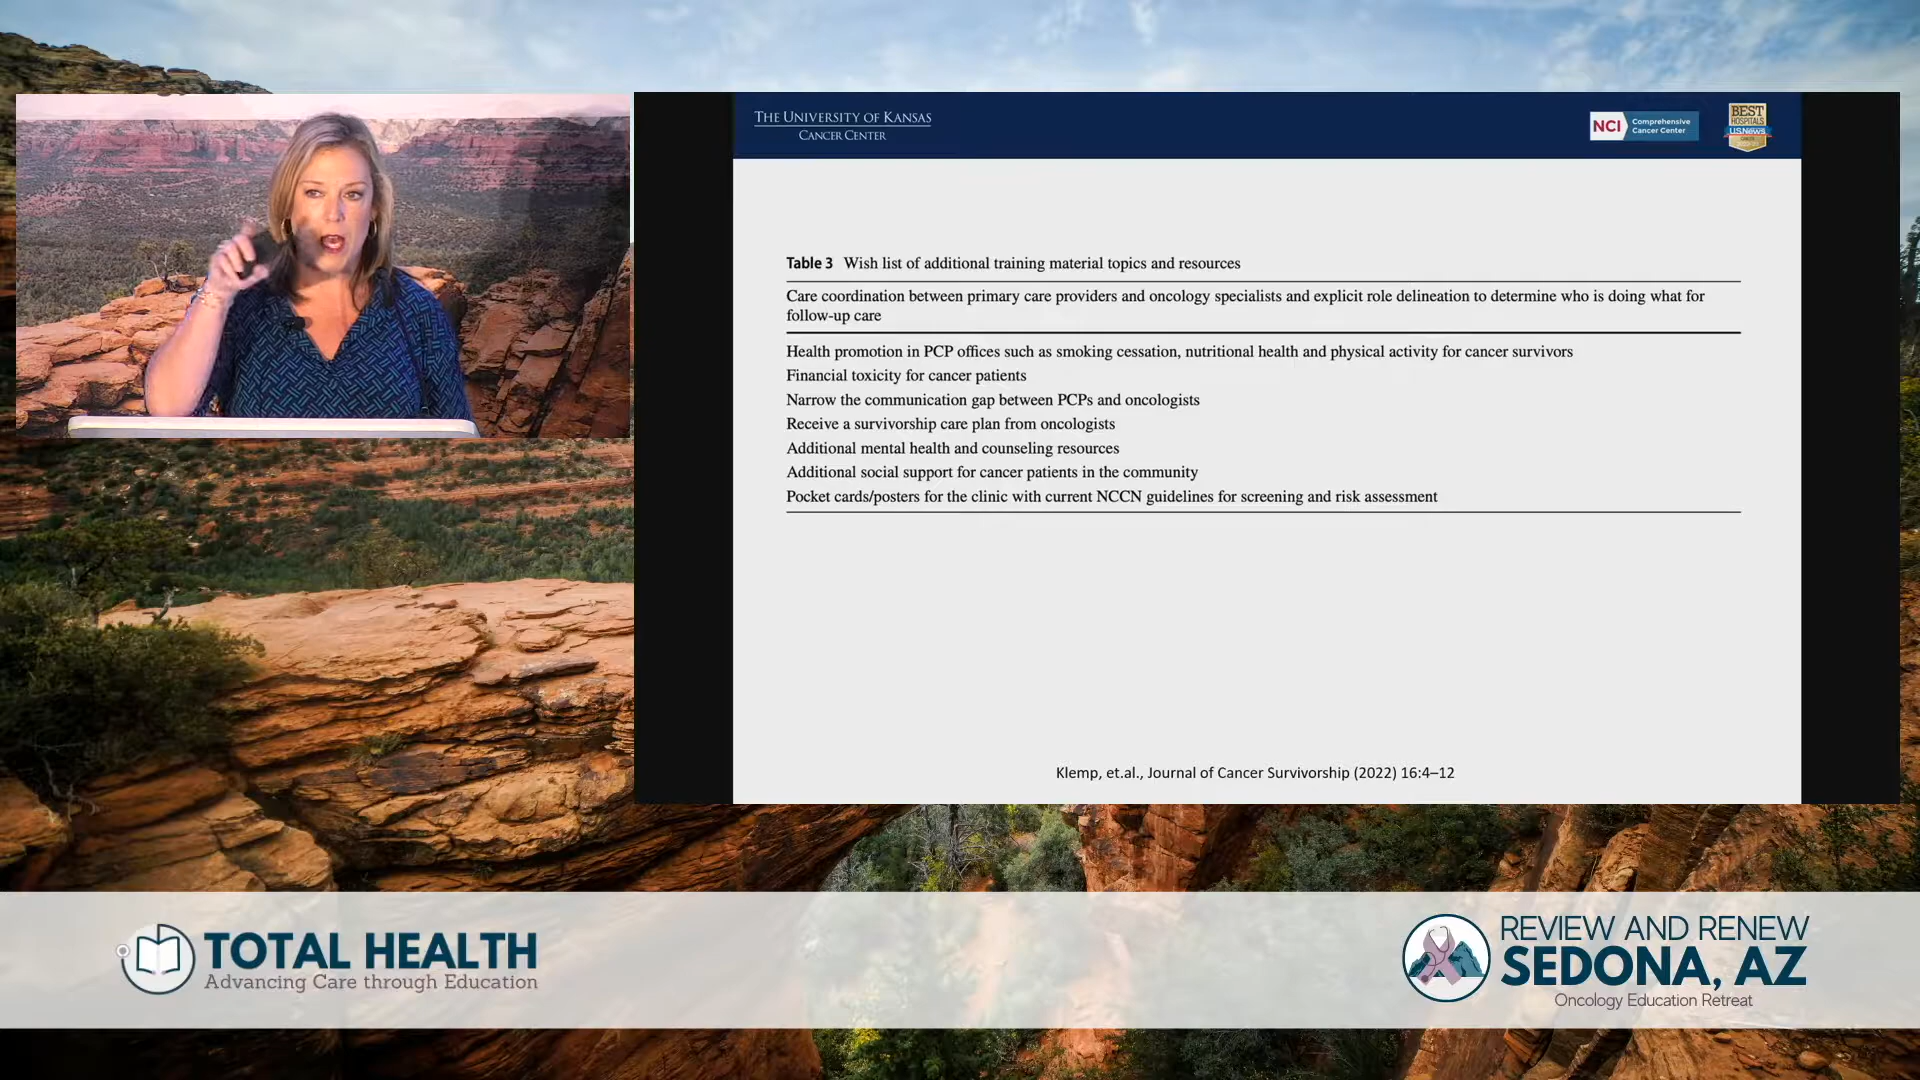 THE UNIVERSITY OF KANSAS
CANCER CENTER
NCI Comprehensive
Cancer Center
BEST
HOSPITALS
U.S.News
Table 3 Wish list of additional training material topics and resources
Care coordination between primary care providers and oncology specialists and explicit role delineation to determine who is doing what for
follow-up care
Health promotion in PCP offices such as smoking cessation, nutritional health and physical activity for cancer survivors
Financial toxicity for cancer patients
Narrow the communication gap between PCPs and oncologists
Receive a survivorship care plan from oncologists
Additional mental health and counseling resources
Additional social support for cancer patients in the community
Pocket cards/posters for the clinic with current NCCN guidelines for screening and risk assessment
Klemp, et.al., Journal of Cancer Survivorship (2022) 16:4–12
TOTAL HEALTH
Advancing Care through Education
REVIEW AND RENEW
SEDONA, AZ
Oncology Education Retreat